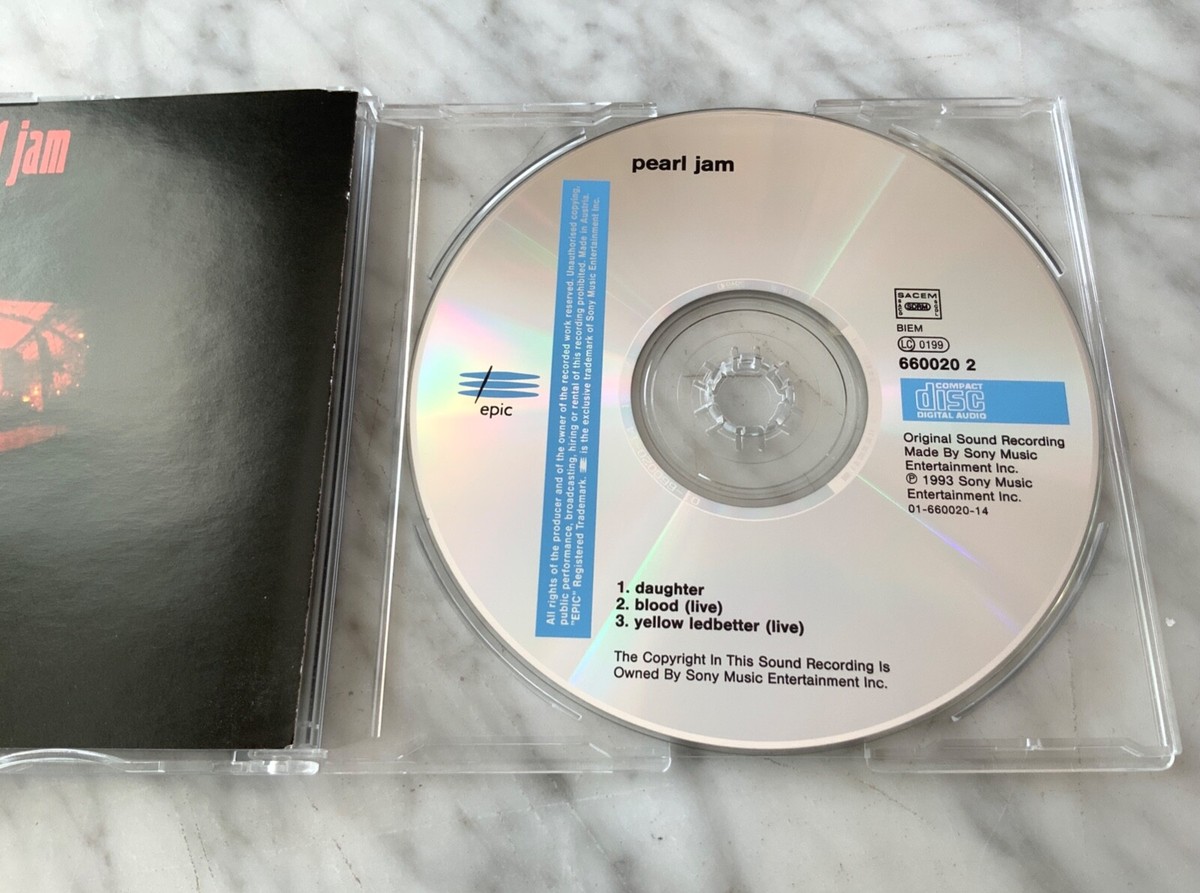 jam
pearl jam
All rights of the producer and of the owner of the recorded work reserved. Unauthorised copying,
public performance, broadcasting, hiring or rental of this recording prohibited. Made in Austria.
"EPIC" Registered Trademark. is the exclusive trademark of Sony Music Entertainment Inc.
epic
SACEM
BIEM
LC 0199
660020 2
COMPACT
disc
DIGITAL AUDIO
Original Sound Recording
Made By Sony Music
Entertainment Inc.
℗ 1993 Sony Music
Entertainment Inc.
01-660020-14
1. daughter
2. blood (live)
3. yellow ledbetter (live)
The Copyright In This Sound Recording Is
Owned By Sony Music Entertainment Inc.